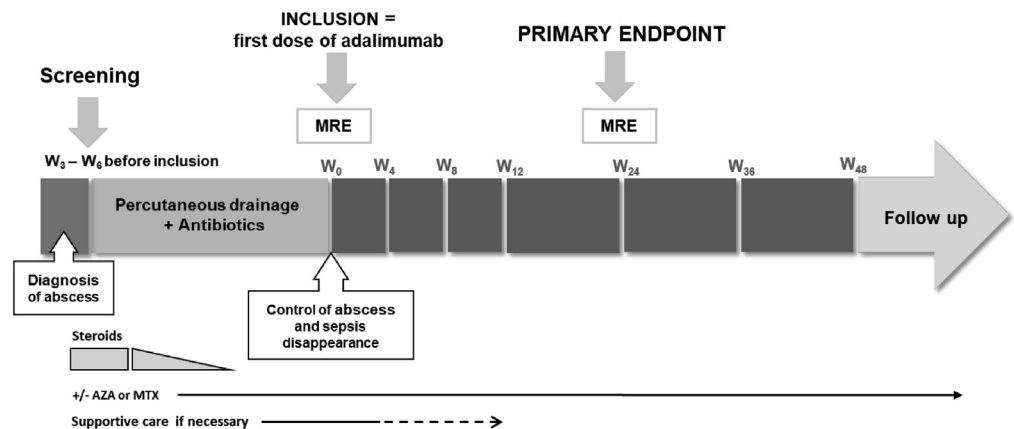 INCLUSION =
first dose of adalimumab
PRIMARY ENDPOINT
Screening
MRE
MRE
W3 – W6 before inclusion
W0
W4
W8
W12
W24
W36
W48
Percutaneous drainage
+ Antibiotics
Follow up
Diagnosis
of abscess
Control of abscess
and sepsis
disappearance
Steroids
+/- AZA or MTX
Supportive care if necessary